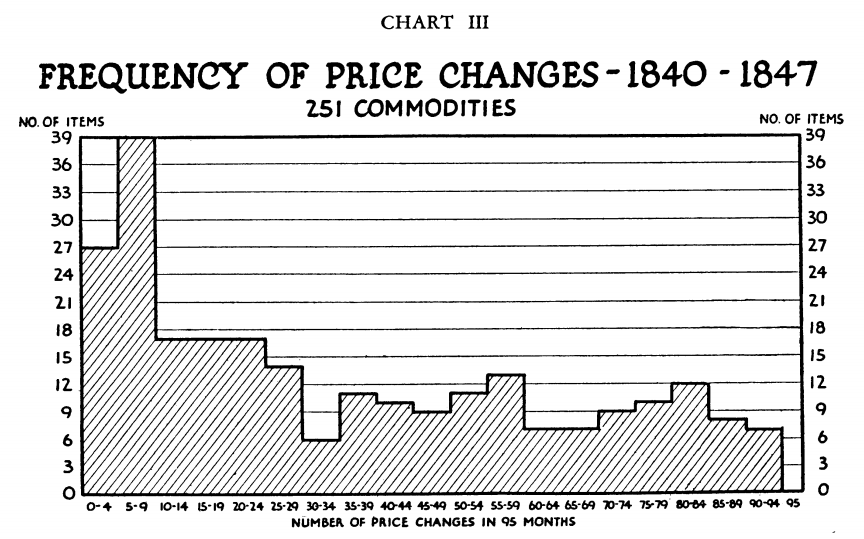 CHART III
FREQUENCY OF PRICE CHANGES-1840-1847
251 COMMODITIES
NO. OF ITEMS NO. OF ITEMS
39 39
36 36
33 33
30 30
27 27
24 24
21 21
18 18
15 15
12 12
9 9
6 6
3 3
0 0
0-4 5-9 10-14 15-19 20-24 25-29 30-34 35-39 40-44 45-49 50-54 55-59 60-64 65-69 70-74 75-79 80-84 85-89 90-94 95
NUMBER OF PRICE CHANGES IN 95 MONTHS